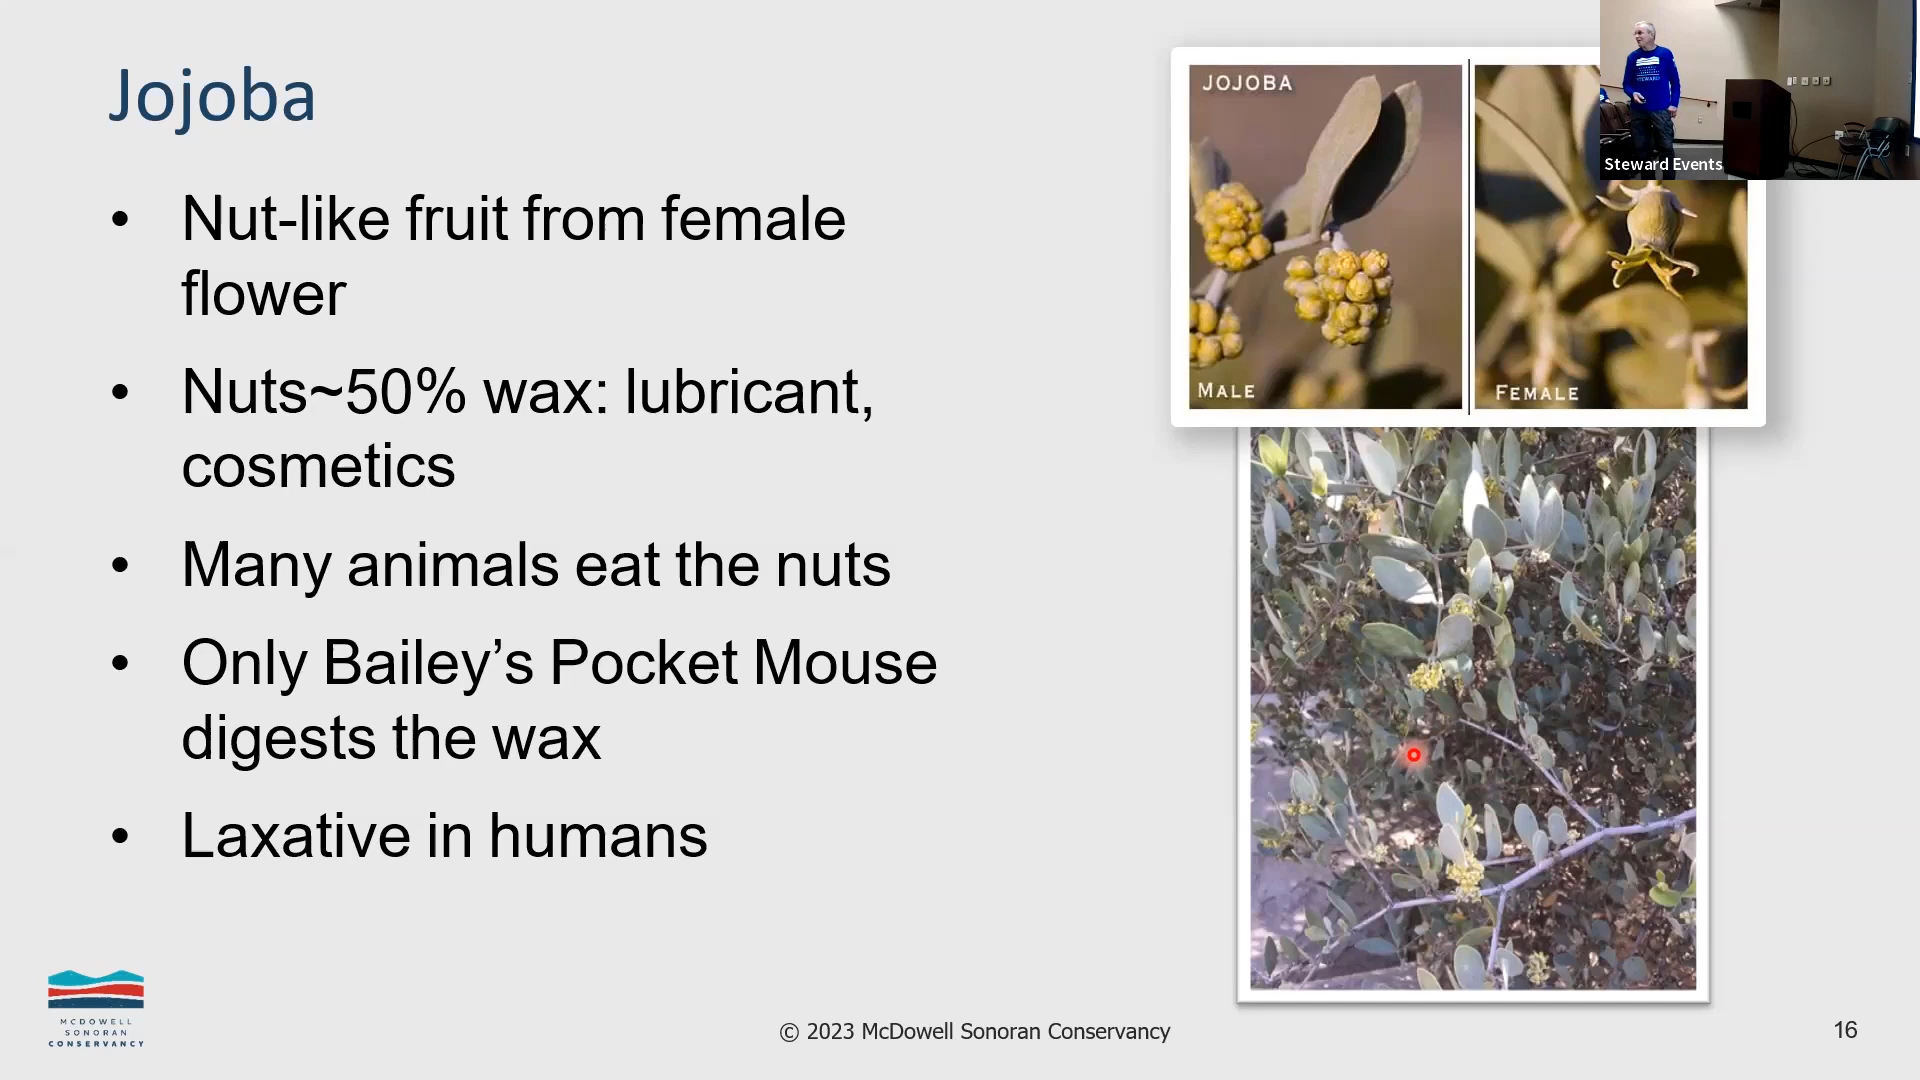 Jojoba
• Nut-like fruit from female
flower
• Nuts~50% wax: lubricant,
cosmetics
• Many animals eat the nuts
• Only Bailey’s Pocket Mouse
digests the wax
• Laxative in humans
JOJOBA
MALE
FEMALE
STEWARD
Steward Events
MCDOWELL
SONORAN
CONSERVANCY
© 2023 McDowell Sonoran Conservancy
16